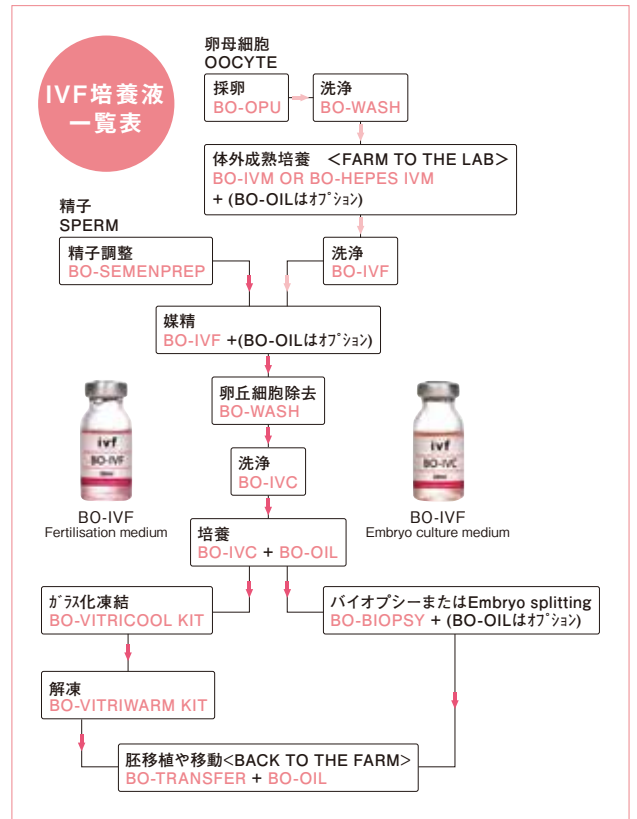 IVF培養液
一覧表
卵母細胞
OOCYTE
採卵
BO-OPU
洗浄
BO-WASH
体外成熟培養 <FARM TO THE LAB>
BO-IVM OR BO-HEPES IVM
+ (BO-OILはｵﾌﾟｼｮﾝ)
精子
SPERM
精子調整
BO-SEMENPREP
洗浄
BO-IVF
媒精
BO-IVF +(BO-OILはｵﾌﾟｼｮﾝ)
卵丘細胞除去
BO-WASH
洗浄
BO-IVC
ivf
BO-IVF
BO-IVF
Fertilisation medium
ivf
BO-IVC
BO-IVF
Embryo culture medium
培養
BO-IVC + BO-OIL
ｶﾞﾗｽ化凍結
BO-VITRICOOL KIT
バイオプシーまたはEmbryo splitting
BO-BIOPSY + (BO-OILはｵﾌﾟｼｮﾝ)
解凍
BO-VITRIWARM KIT
胚移植や移動<BACK TO THE FARM>
BO-TRANSFER + BO-OIL